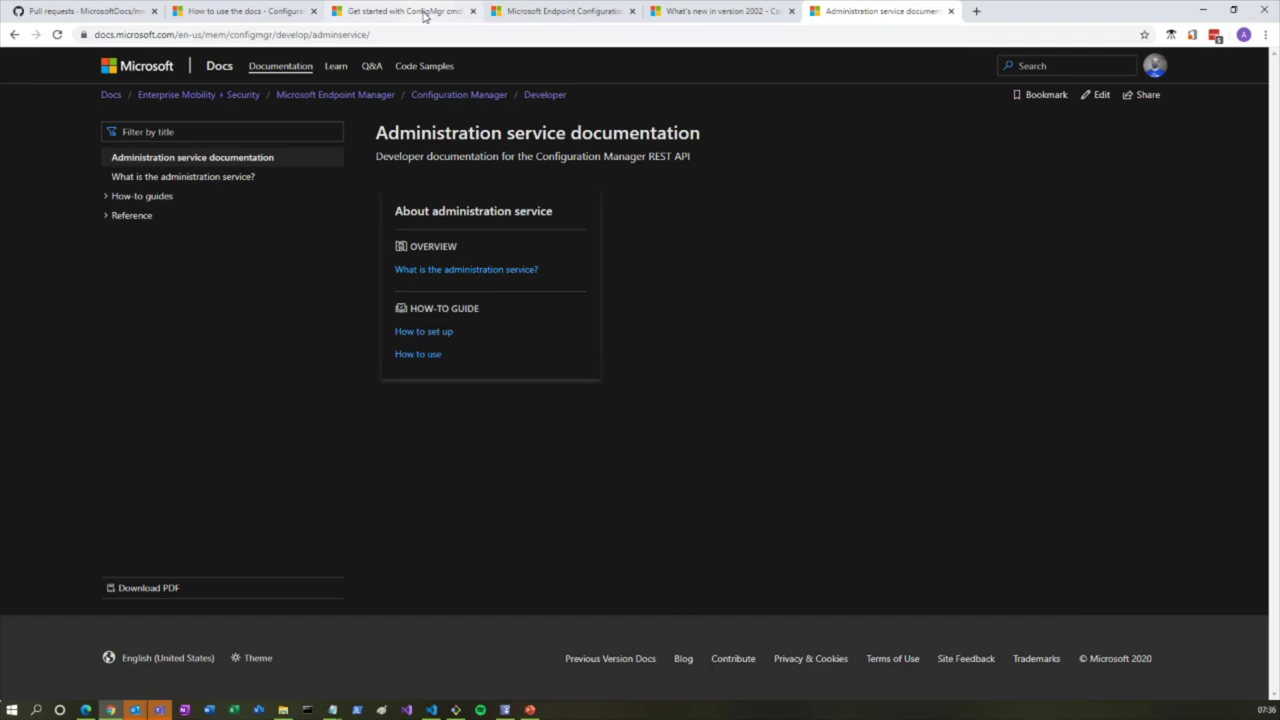 Pull requests · MicrosoftDocs/me
How to use the docs - Configura
Get started with ConfigMgr cmd
Microsoft Endpoint Configuratio
What's new in version 2002 - Co
Administration service documen
docs.microsoft.com/en-us/mem/configmgr/develop/adminservice/
A
Microsoft
Docs
Documentation
Learn
Q&A
Code Samples
Search
Docs / Enterprise Mobility + Security / Microsoft Endpoint Manager / Configuration Manager / Developer
Bookmark
Edit
Share
Filter by title
Administration service documentation
What is the administration service?
How-to guides
Reference
Download PDF
Administration service documentation
Developer documentation for the Configuration Manager REST API
About administration service
OVERVIEW
What is the administration service?
HOW-TO GUIDE
How to set up
How to use
English (United States)
Theme
Previous Version Docs
Blog
Contribute
Privacy & Cookies
Terms of Use
Site Feedback
Trademarks
© Microsoft 2020
07:36